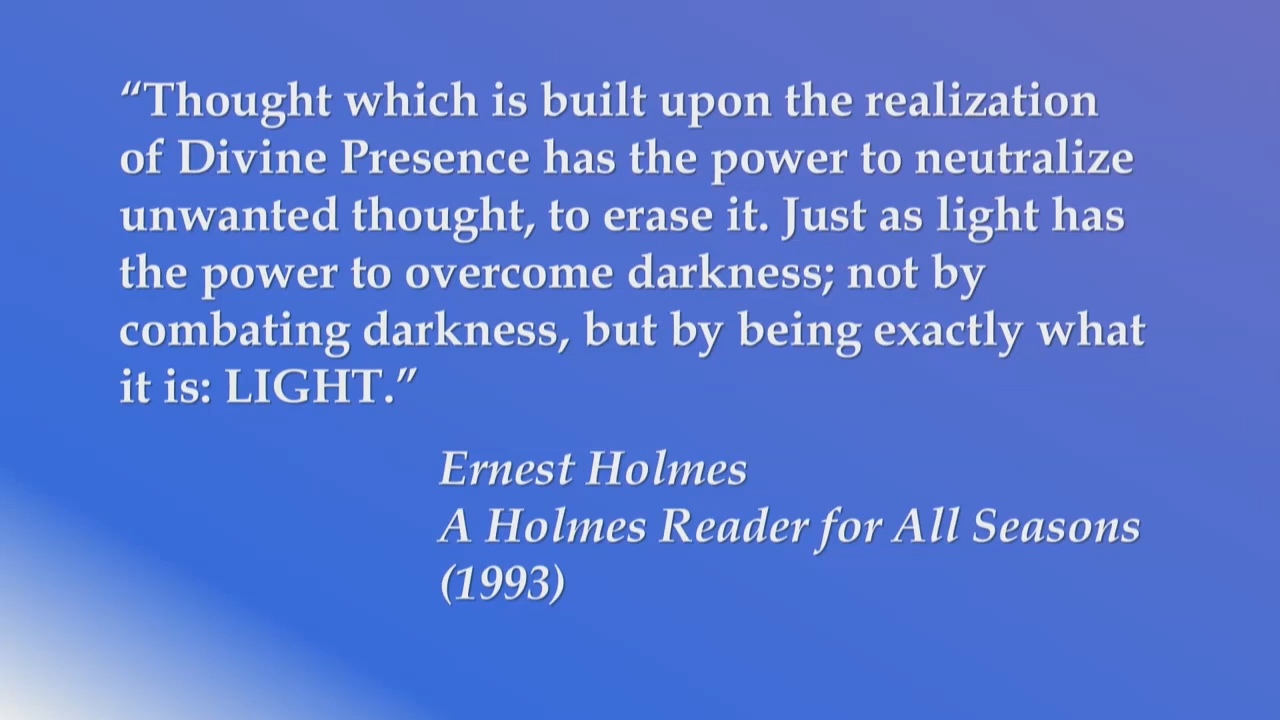 “Thought which is built upon the realization
of Divine Presence has the power to neutralize
unwanted thought, to erase it. Just as light has
the power to overcome darkness; not by
combating darkness, but by being exactly what
it is: LIGHT.”
Ernest Holmes
A Holmes Reader for All Seasons
(1993)